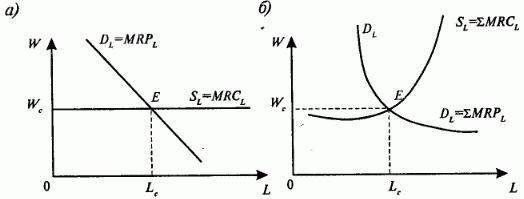 а)
W
D_L=MRP_L
E
S_L=MRC_L
W_e
0
L_e
L
б)
W
D_L
S_L=ΣMRC_L
E
W_e
D_L=ΣMRP_L
0
L_e
L